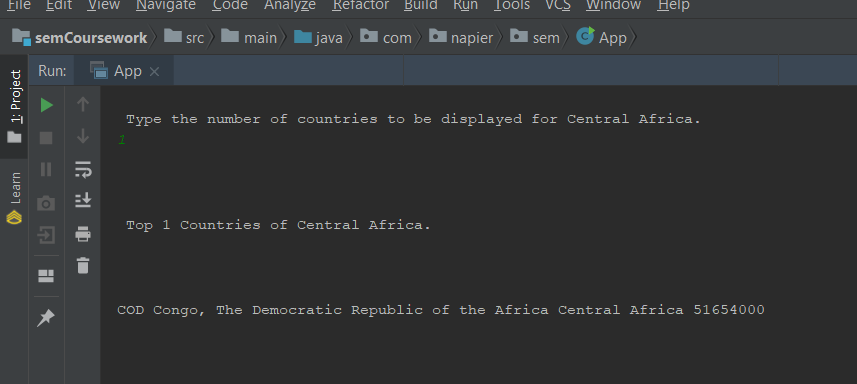 File Edit View Navigate Code Analyze Refactor Build Run Tools VCS Window Help
semCoursework src main java com napier sem App
Run: App
1: Project
Learn
Type the number of countries to be displayed for Central Africa.
1
Top 1 Countries of Central Africa.
COD Congo, The Democratic Republic of the Africa Central Africa 51654000